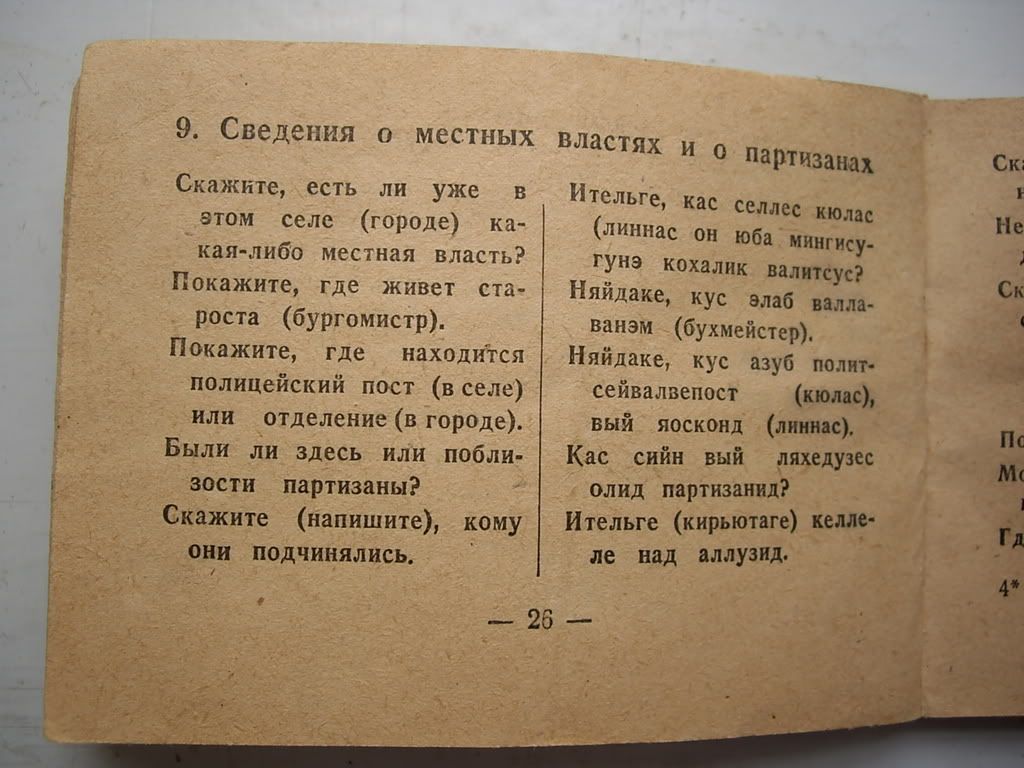 9. Сведения о местных властях и о партизанах
Скажите, есть ли уже в
этом селе (городе) ка-
кая-либо местная власть?
Покажите, где живет ста-
роста (бургомистр).
Покажите, где находится
полицейский пост (в селе)
или отделение (в городе).
Были ли здесь или побли-
зости партизаны?
Скажите (напишите), кому
они подчинялись.
Ительге, кас селлес кюлас
(линнас он юба мингису-
гунэ кохалик валитсус?
Няйдаке, кус элаб валла-
ванэм (бухмейстер).
Няйдаке, кус азуб полит-
сейвалвепост (кюлас),
вый яосконд (линнас).
Кас сийн вый ляхедузес
олид партизанид?
Ительге (кирьютаге) келле-
ле над аллузид.
— 26 —
4*